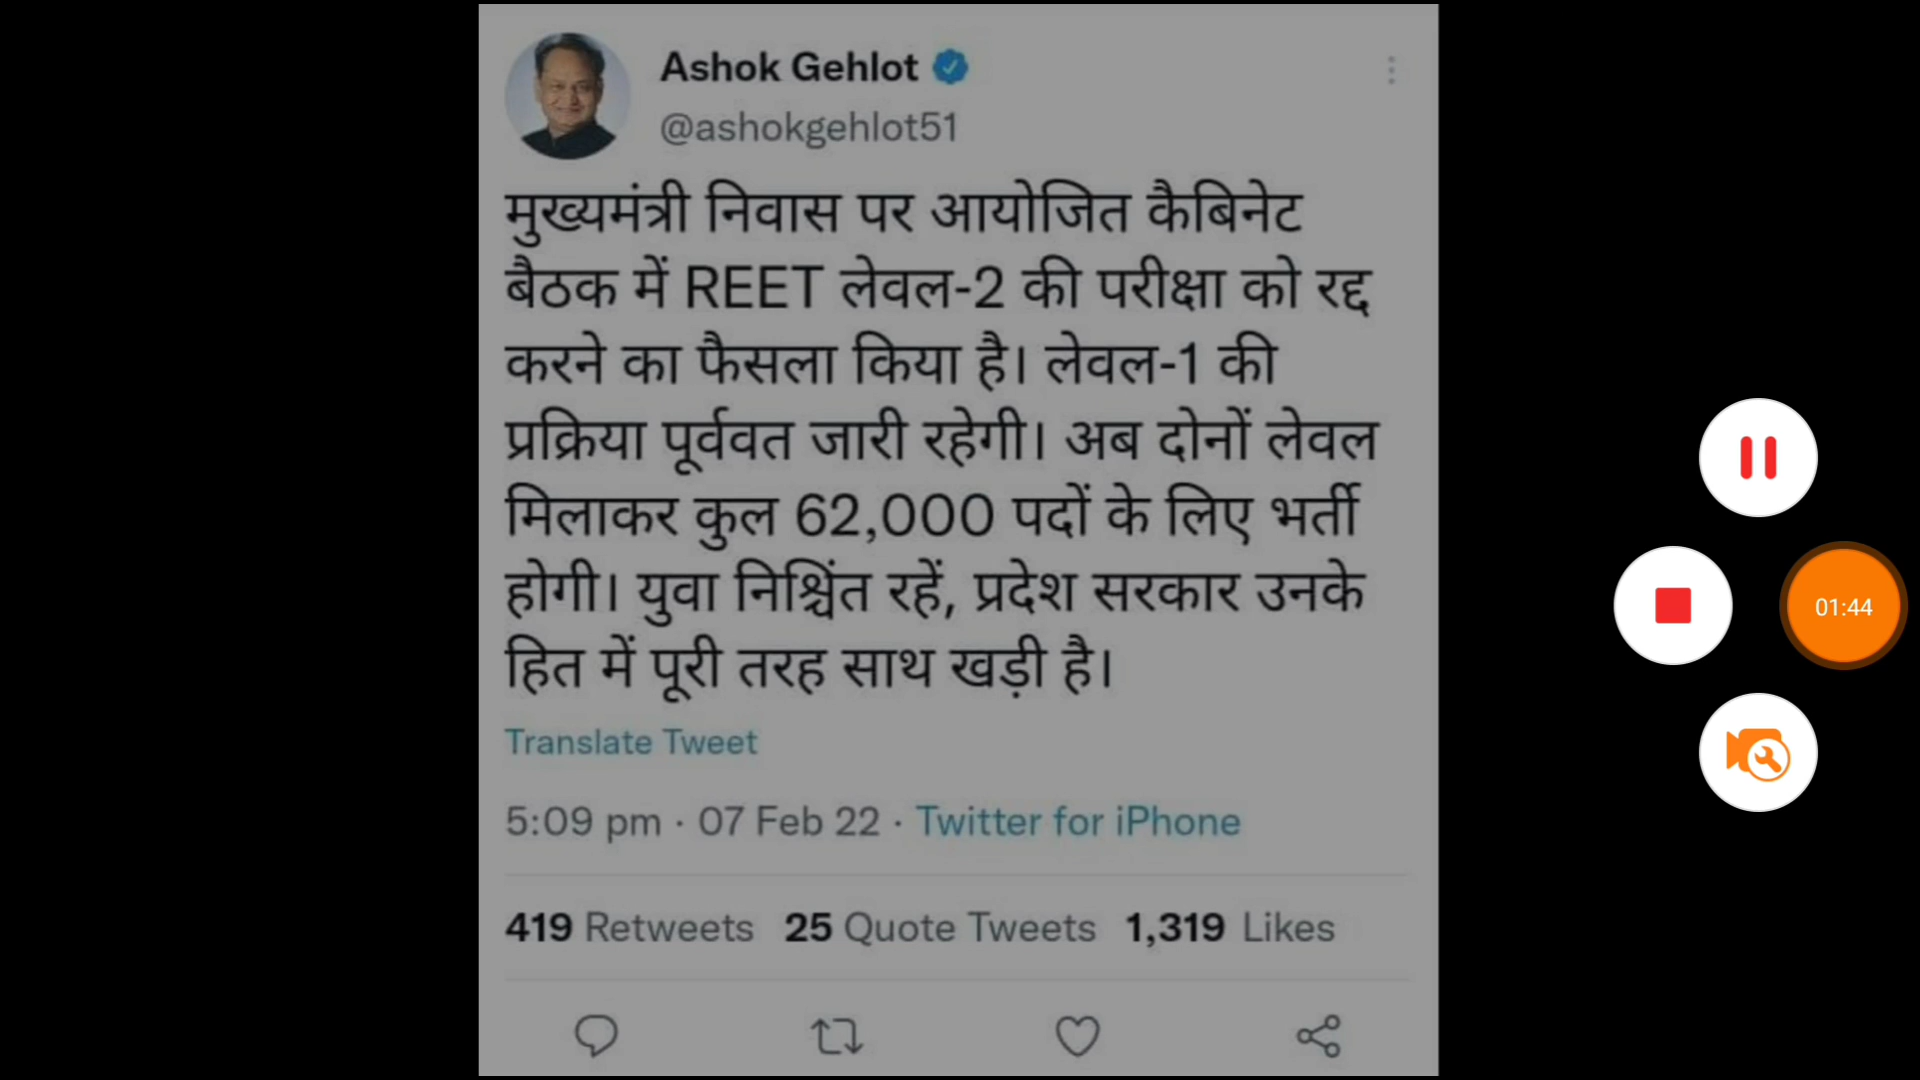 Ashok Gehlot
@ashokgehlot51
मुख्यमंत्री निवास पर आयोजित कैबिनेट
बैठक में REET लेवल-2 की परीक्षा को रद्द
करने का फैसला किया है। लेवल-1 की
प्रक्रिया पूर्ववत जारी रहेगी। अब दोनों लेवल
मिलाकर कुल 62,000 पदों के लिए भर्ती
होगी। युवा निश्चिंत रहें, प्रदेश सरकार उनके
हित में पूरी तरह साथ खड़ी है।
Translate Tweet
5:09 pm · 07 Feb 22 · Twitter for iPhone
419 Retweets 25 Quote Tweets 1,319 Likes
01:44